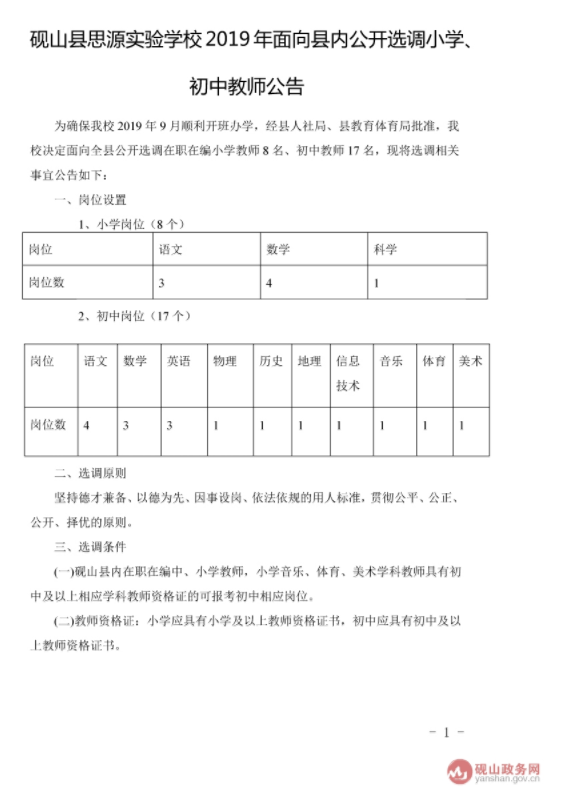 砚山县思源实验学校 2019 年面向县内公开选调小学、
初中教师公告
为确保我校 2019 年 9 月顺利开班办学，经县人社局、县教育体育局批准，我
校决定面向全县公开选调在职在编小学教师 8 名、初中教师 17 名，现将选调相关
事宜公告如下：
一、岗位设置
1、小学岗位（8 个）
岗位 语文 数学 科学
岗位数 3 4 1
2、初中岗位（17 个）
岗位 语文 数学 英语 物理 历史 地理 信息 音乐 体育 美术
技术
岗位数 4 3 3 1 1 1 1 1 1 1
二、选调原则
坚持德才兼备、以德为先、因事设岗、依法依规的用人标准，贯彻公平、公正、
公开、择优的原则。
三、选调条件
(一)砚山县内在职在编中、小学教师，小学音乐、体育、美术学科教师具有初
中及以上相应学科教师资格证的可报考初中相应岗位。
(二)教师资格证：小学应具有小学及以上教师资格证书，初中应具有初中及以
上教师资格证书。
- 1 -
砚山政务网
yanshan.gov.cn